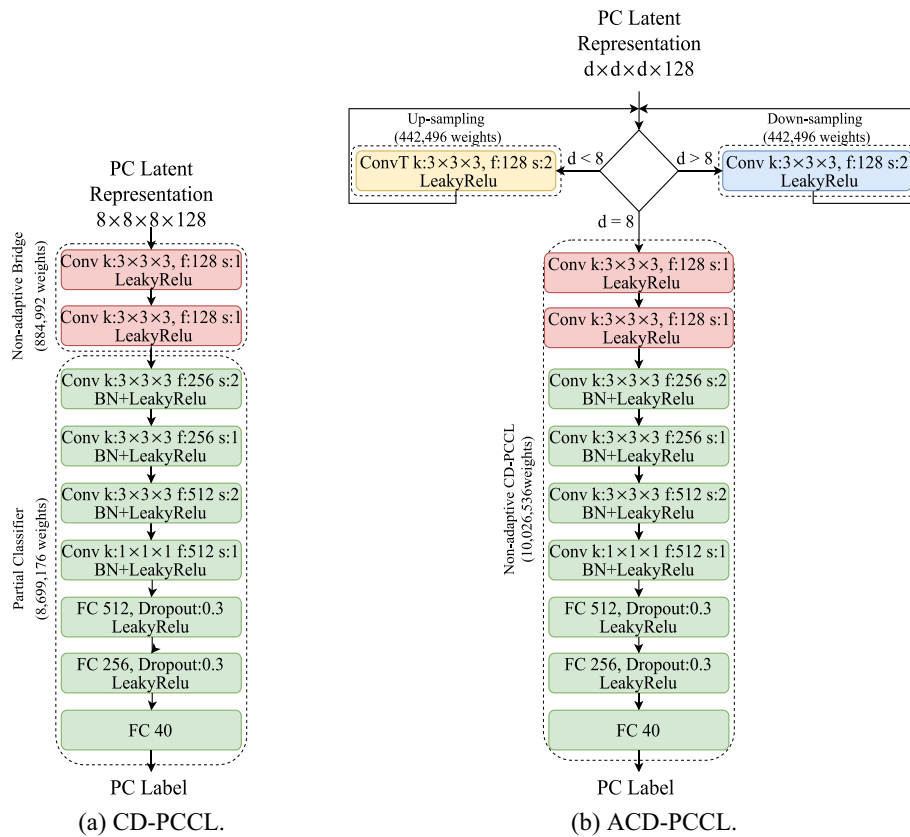 PC Latent
Representation
8×8×8×128
Non-adaptive Bridge
(884,992 weights)
Conv k:3×3×3, f:128 s:1
LeakyRelu
Conv k:3×3×3, f:128 s:1
LeakyRelu
Partial Classifier
(8,699,176 weights)
Conv k:3×3×3 f:256 s:2
BN+LeakyRelu
Conv k:3×3×3 f:256 s:1
BN+LeakyRelu
Conv k:3×3×3 f:512 s:2
BN+LeakyRelu
Conv k:1×1×1 f:512 s:1
BN+LeakyRelu
FC 512, Dropout:0.3
LeakyRelu
FC 256, Dropout:0.3
LeakyRelu
FC 40
PC Label
(a) CD-PCCL.
PC Latent
Representation
d×d×d×128
Up-sampling
(442,496 weights)
ConvT k:3×3×3, f:128 s:2
LeakyRelu
d < 8
d > 8
Down-sampling
(442,496 weights)
Conv k:3×3×3, f:128 s:2
LeakyRelu
d = 8
Non-adaptive CD-PCCL
(10,026,536weights)
Conv k:3×3×3, f:128 s:1
LeakyRelu
Conv k:3×3×3, f:128 s:1
LeakyRelu
Conv k:3×3×3 f:256 s:2
BN+LeakyRelu
Conv k:3×3×3 f:256 s:1
BN+LeakyRelu
Conv k:3×3×3 f:512 s:2
BN+LeakyRelu
Conv k:1×1×1 f:512 s:1
BN+LeakyRelu
FC 512, Dropout:0.3
LeakyRelu
FC 256, Dropout:0.3
LeakyRelu
FC 40
PC Label
(b) ACD-PCCL.